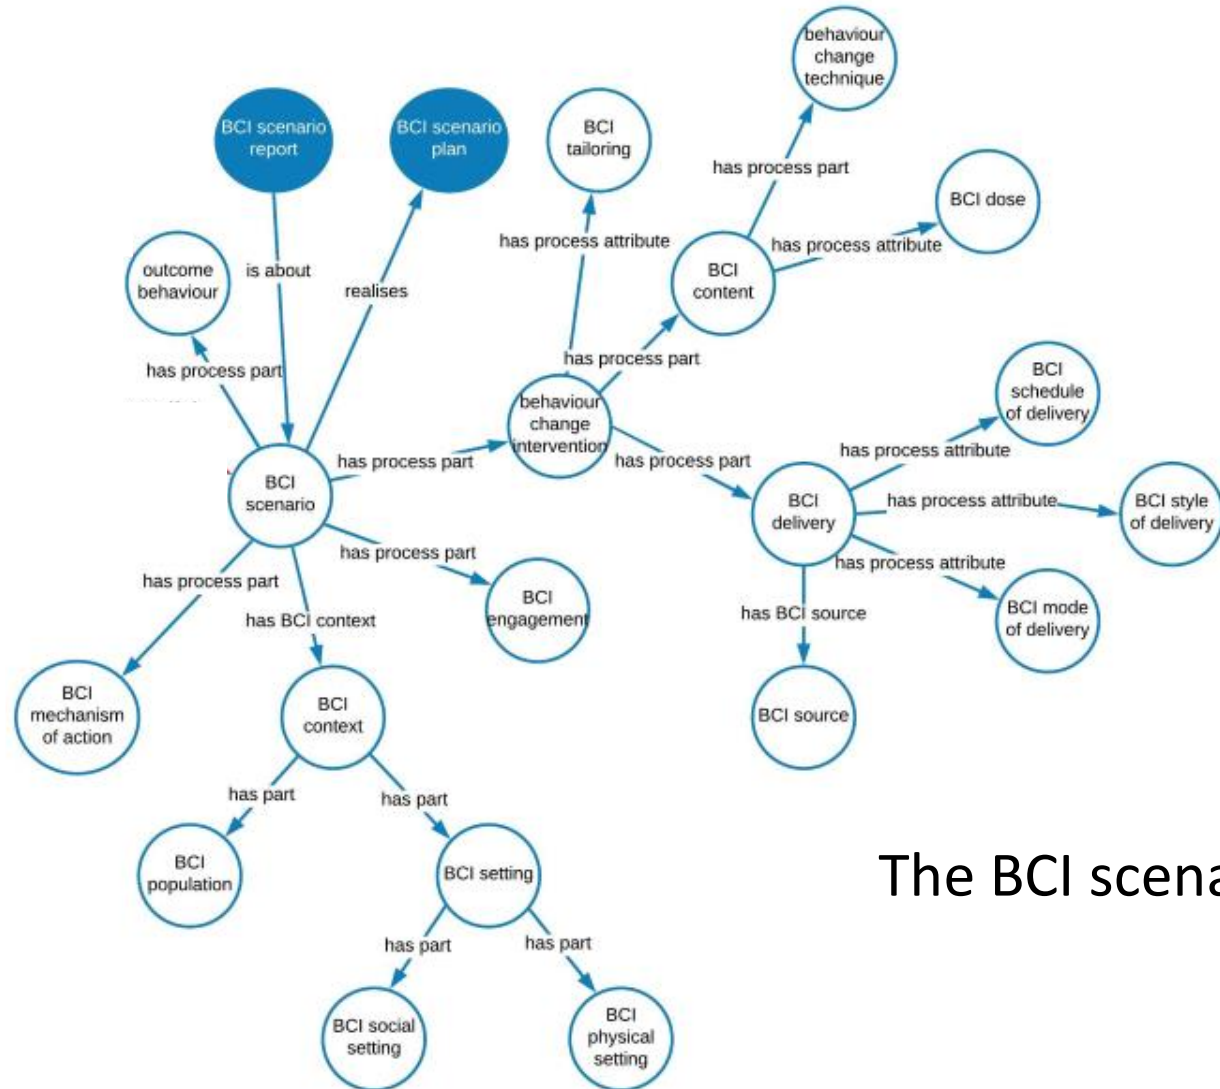 behaviour
change
technique
BCI scenario
report
BCI scenario
plan
BCI
tailoring
has process part
BCI dose
has process attribute
has process attribute
outcome
behaviour
is about
realises
BCI
content
has process part
has process part
behaviour
change
intervention
BCI
schedule
of delivery
has process attribute
has process part
has process part
BCI
scenario
BCI
delivery
has process attribute
BCI style
of delivery
has process part
has process part
has process attribute
BCI
engagement
has BCI context
has BCI source
BCI mode
of delivery
BCI
mechanism
of action
BCI
context
BCI source
has part
has part
BCI
population
BCI setting
The BCI
has part
has part
BCI social
setting
BCI
physical
setting